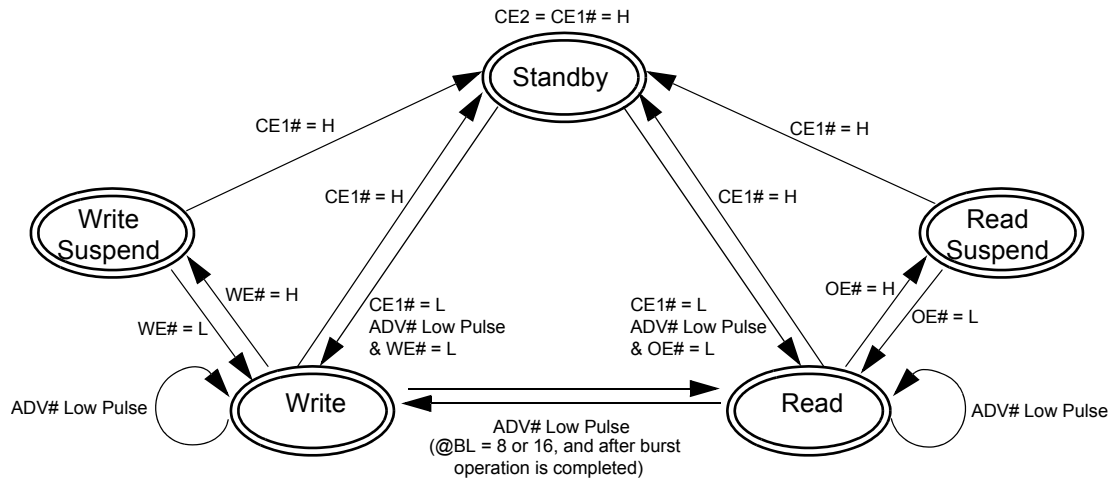 CE2 = CE1# = H
Standby
CE1# = H
CE1# = H
CE1# = H
CE1# = H
Write
Suspend
Read
Suspend
WE# = H
WE# = L
CE1# = L
ADV# Low Pulse
& WE# = L
CE1# = L
ADV# Low Pulse
& OE# = L
OE# = H
OE# = L
ADV# Low Pulse
Write
Read
ADV# Low Pulse
ADV# Low Pulse
(@BL = 8 or 16, and after burst
operation is completed)